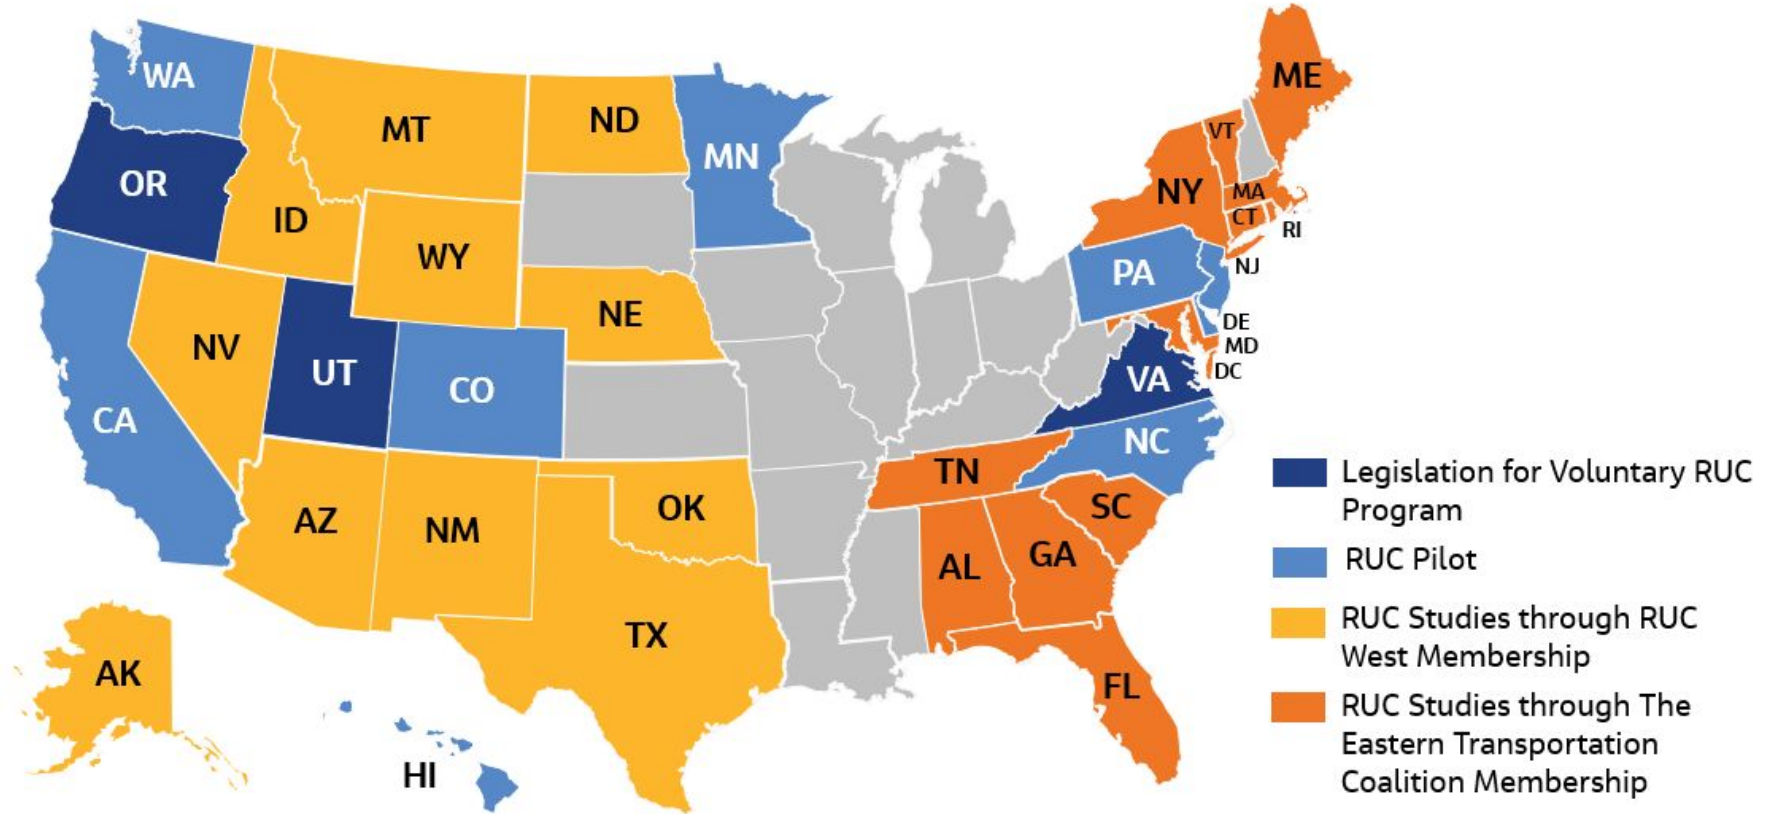 WA
MT
ND
MN
OR
ID
WY
NE
NV
UT
CO
CA
AZ
NM
OK
TX
AK
HI
ME
VT
NY
MA
CT
RI
NJ
PA
DE
MD
DC
VA
NC
TN
SC
AL
GA
FL
Legislation for Voluntary RUC
Program
RUC Pilot
RUC Studies through RUC
West Membership
RUC Studies through The
Eastern Transportation
Coalition Membership